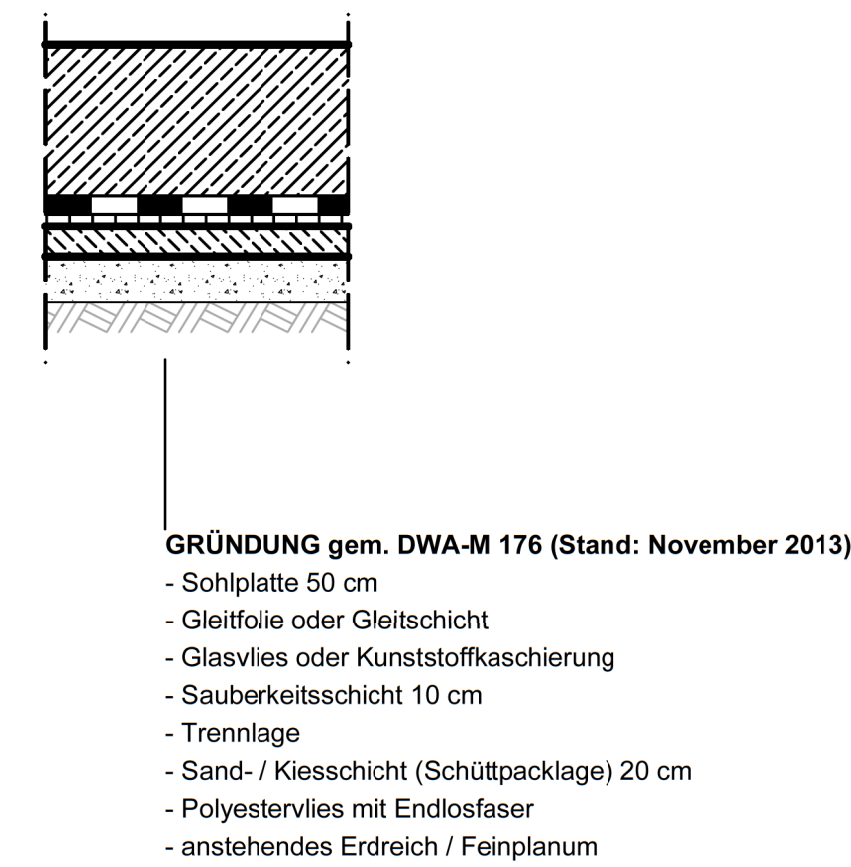 GRÜNDUNG gem. DWA-M 176 (Stand: November 2013)
- Sohlplatte 50 cm
- Gleitfolie oder Gleitschicht
- Glasvlies oder Kunststoffkaschierung
- Sauberkeitsschicht 10 cm
- Trennlage
- Sand- / Kiesschicht (Schüttpacklage) 20 cm
- Polyestervlies mit Endlosfaser
- anstehendes Erdreich / Feinplanum